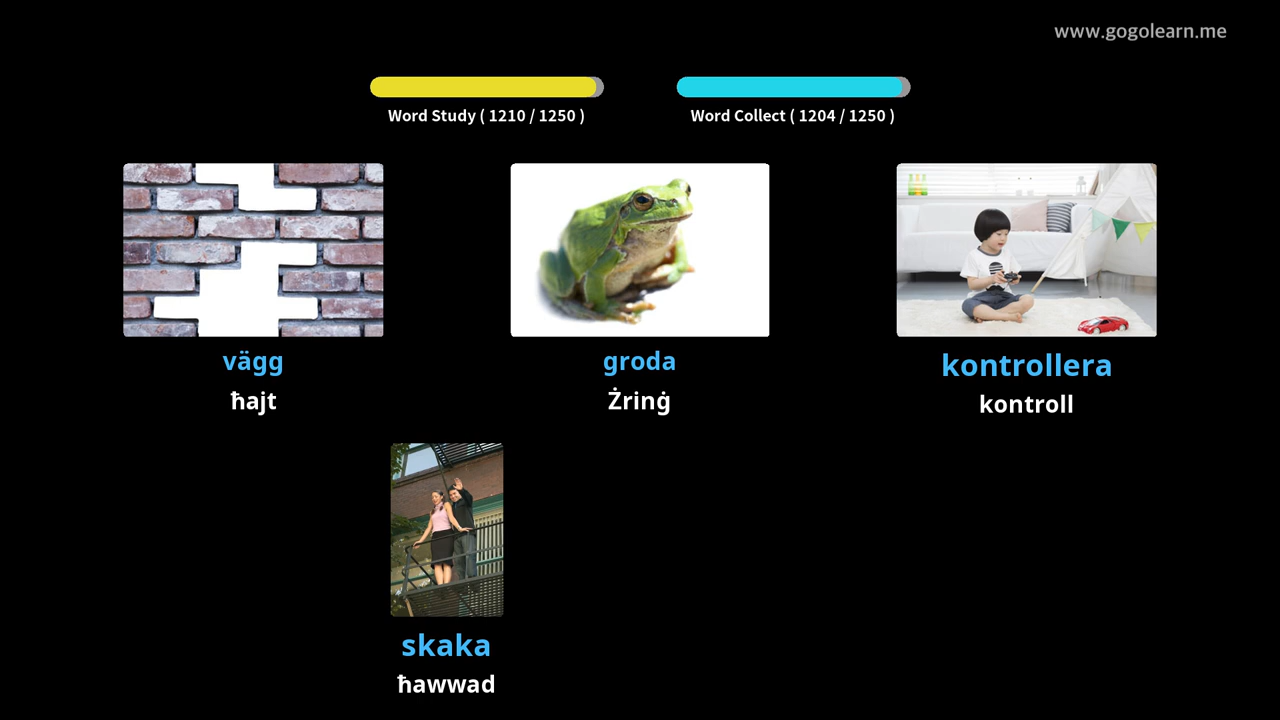 www.gogolearn.me
Word Study ( 1210 / 1250 )
Word Collect ( 1204 / 1250 )
vägg
groda
kontrollera
ħajt
Żrinġ
kontroll
skaka
ħawwad